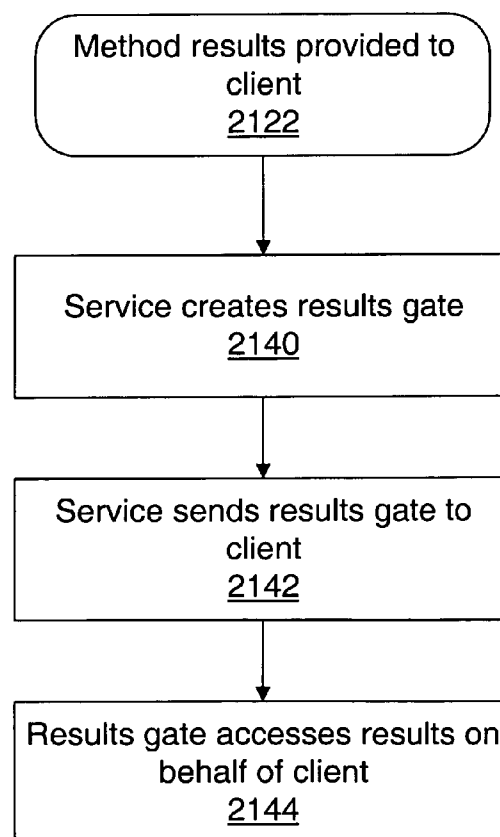 Method results provided to
client
2122
Service creates results gate
2140
Service sends results gate to
client
2142
Results gate accesses results on
behalf of client
2144